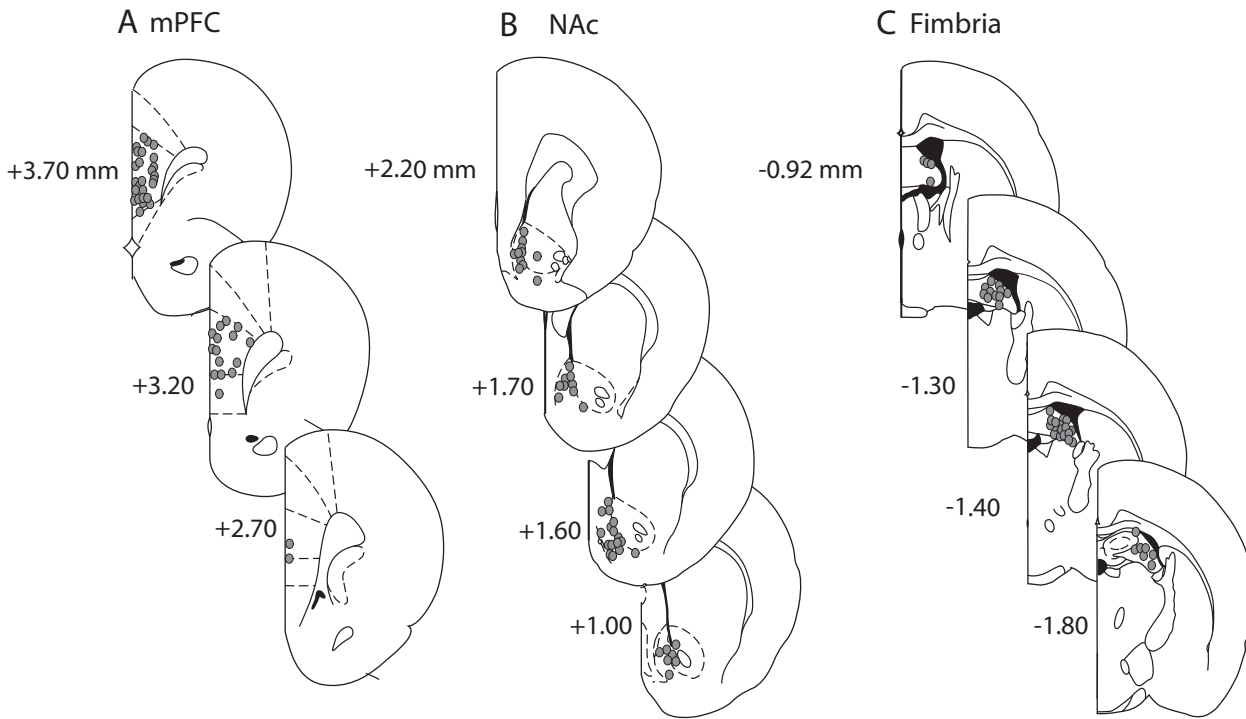 A mPFC
B NAc
C Fimbria
+3.70 mm
+2.20 mm
-0.92 mm
+3.20
+1.70
-1.30
+2.70
+1.60
-1.40
+1.00
-1.80